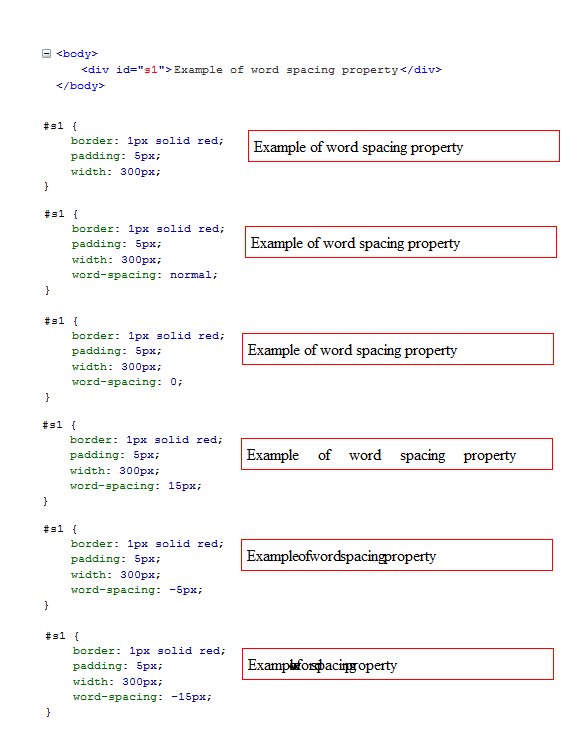 <body>
<div id="s1">Example of word spacing property</div>
</body>
#s1 {
border: 1px solid red;
padding: 5px;
width: 300px;
}
Example of word spacing property
#s1 {
border: 1px solid red;
padding: 5px;
width: 300px;
word-spacing: normal;
}
Example of word spacing property
#s1 {
border: 1px solid red;
padding: 5px;
width: 300px;
word-spacing: 0;
}
Example of word spacing property
#s1 {
border: 1px solid red;
padding: 5px;
width: 300px;
word-spacing: 15px;
}
Example of word spacing property
#s1 {
border: 1px solid red;
padding: 5px;
width: 300px;
word-spacing: -5px;
}
Exampleofwordspacingproperty
#s1 {
border: 1px solid red;
padding: 5px;
width: 300px;
word-spacing: -15px;
}
Exampleofwordspacingproperty